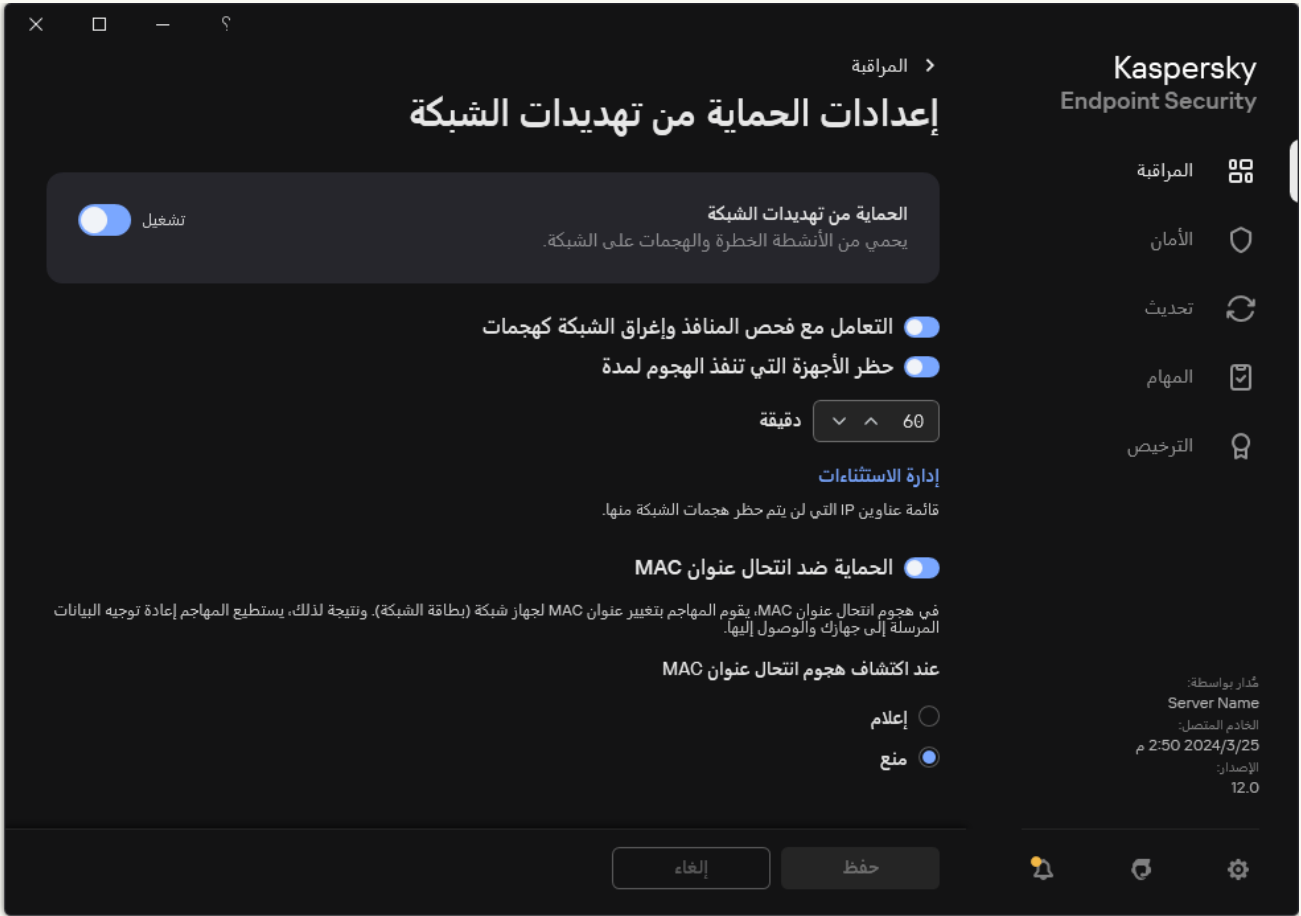 Kaspersky
Endpoint Security
المراقبة
الأمان
تحديث
المهام
الترخيص
مُدار بواسطة:
Server Name
الخادم المتصل:
2024/3/25 2:50 م
الإصدار:
12.0
؟
المراقبة
إعدادات الحماية من تهديدات الشبكة
الحماية من تهديدات الشبكة
يحمي من الأنشطة الخطرة والهجمات على الشبكة.
تشغيل
التعامل مع فحص المنافذ وإغراق الشبكة كهجمات
حظر الأجهزة التي تنفذ الهجوم لمدة
60 دقيقة
إدارة الاستثناءات
قائمة عناوين IP التي لن يتم حظر هجمات الشبكة منها.
الحماية ضد انتحال عنوان MAC
في هجوم انتحال عنوان MAC، يقوم المهاجم بتغيير عنوان MAC لجهاز شبكة (بطاقة الشبكة). ونتيجة لذلك، يستطيع المهاجم إعادة توجيه البيانات
المرسلة إلى جهازك والوصول إليها.
عند اكتشاف هجوم انتحال عنوان MAC
إعلام
منع
حفظ
إلغاء